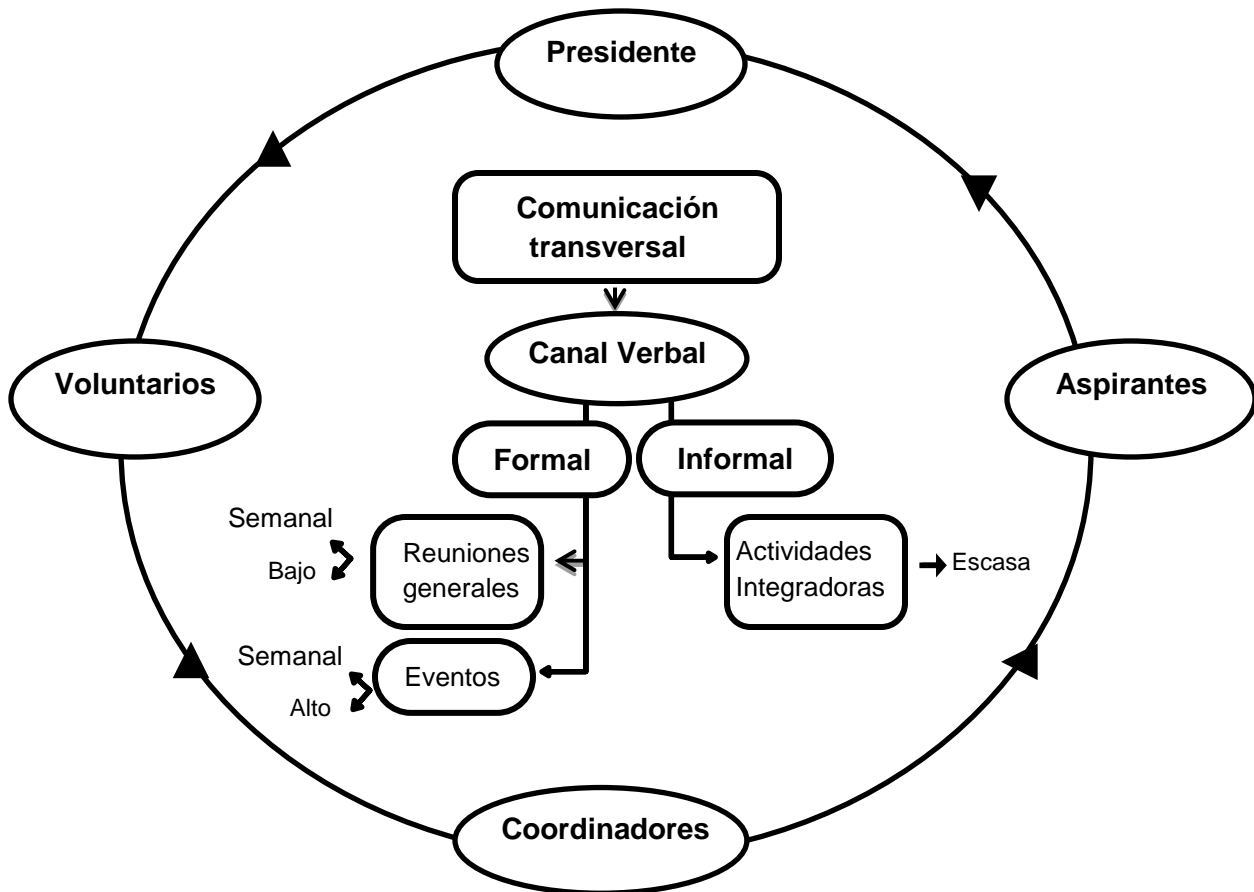 Presidente
Comunicación
transversal
Canal Verbal
Voluntarios
Aspirantes
Formal
Informal
Semanal
Bajo
Reuniones
generales
Actividades
Integradoras
Escasa
Semanal
Alto
Eventos
Coordinadores